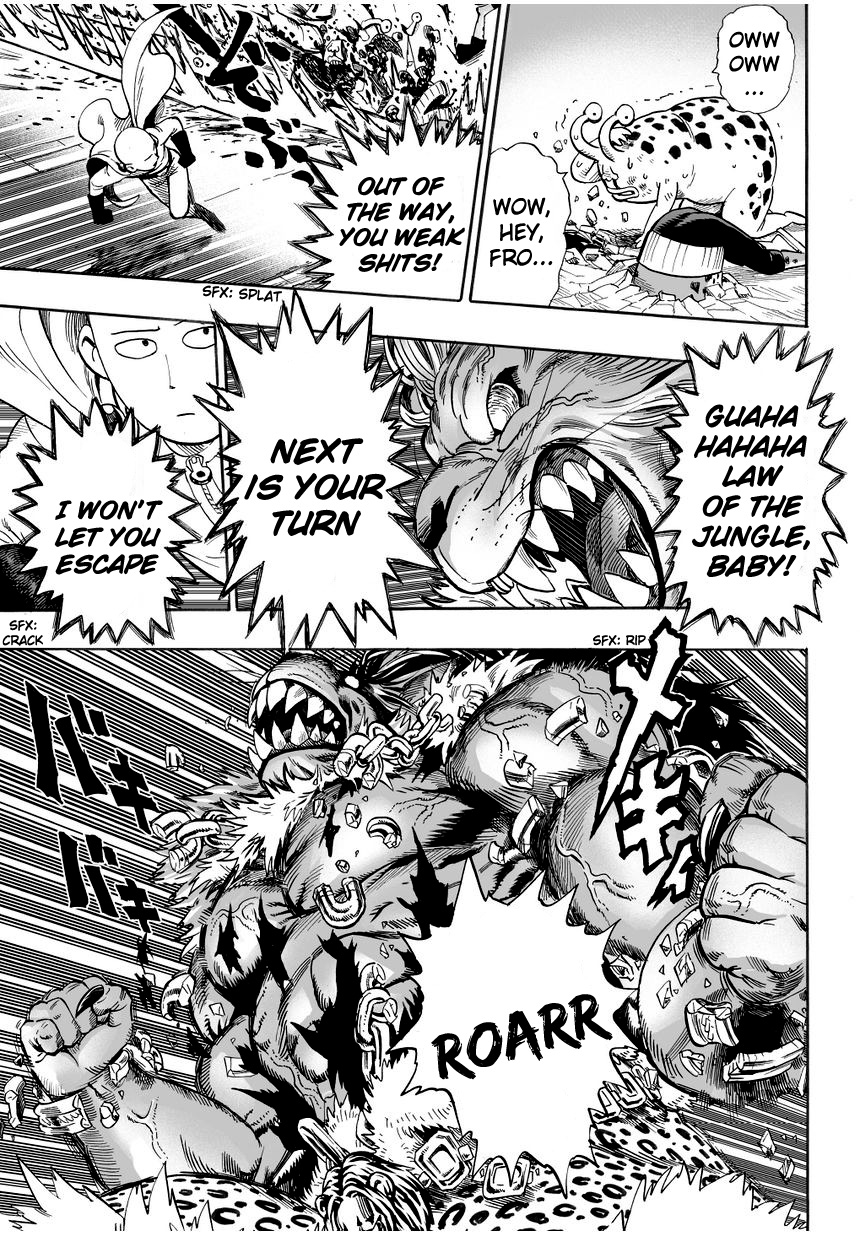 OWW
OWW
...
WOW,
HEY,
FRO...
OUT OF
THE WAY,
YOU WEAK
SHITS!
SFX: SPLAT
GUAHA
HAHAHA
LAW
OF THE
JUNGLE,
BABY!
NEXT
IS YOUR
TURN
I WON'T
LET YOU
ESCAPE
SFX: RIP
SFX:
CRACK
バキ
バキ
ROARR